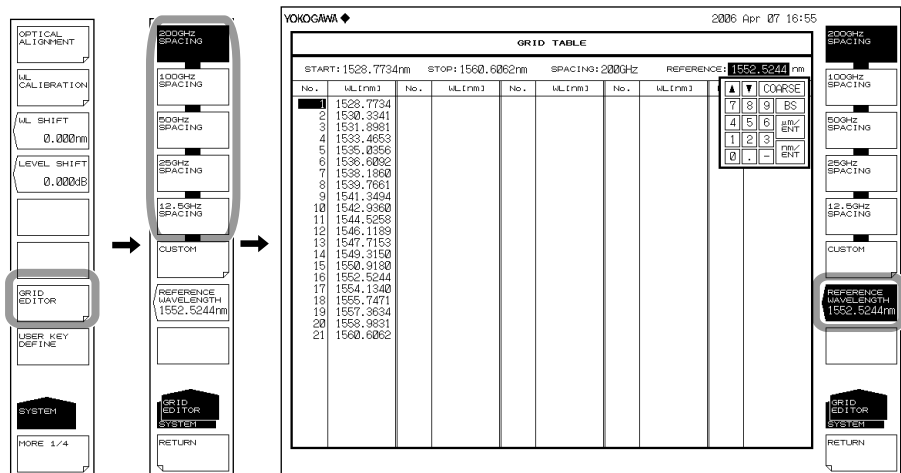 OPTICAL
ALIGNMENT
WL
CALIBRATION
WL SHIFT
0.000nm
LEVEL SHIFT
0.000dB
GRID
EDITOR
USER KEY
DEFINE
SYSTEM
MORE 1/4
200GHz
SPACING
100GHz
SPACING
50GHz
SPACING
25GHz
SPACING
12.5GHz
SPACING
CUSTOM
REFERENCE
WAVELENGTH
1552.5244nm
GRID
EDITOR
SYSTEM
RETURN
YOKOGAWA ◆ 2006 Apr 07 16:55
GRID TABLE
START:1528.7734nm STOP:1560.6062nm SPACING:200GHz REFERENCE: 1552.5244 nm
No. WL[nm] No. WL[nm] No. WL[nm] No. WL[nm]
1 1528.7734
2 1530.3341
3 1531.8981
4 1533.4653
5 1535.0356
6 1536.6092
7 1538.1860
8 1539.7661
9 1541.3494
10 1542.9360
11 1544.5258
12 1546.1189
13 1547.7153
14 1549.3150
15 1550.9180
16 1552.5244
17 1554.1340
18 1555.7471
19 1557.3634
20 1558.9831
21 1560.6062
▲ ▼ COARSE
7 8 9 BS
4 5 6 μm/
ENT
1 2 3 nm/
ENT
0 . -
200GHz
SPACING
100GHz
SPACING
50GHz
SPACING
25GHz
SPACING
12.5GHz
SPACING
CUSTOM
REFERENCE
WAVELENGTH
1552.5244nm
GRID
EDITOR
SYSTEM
RETURN